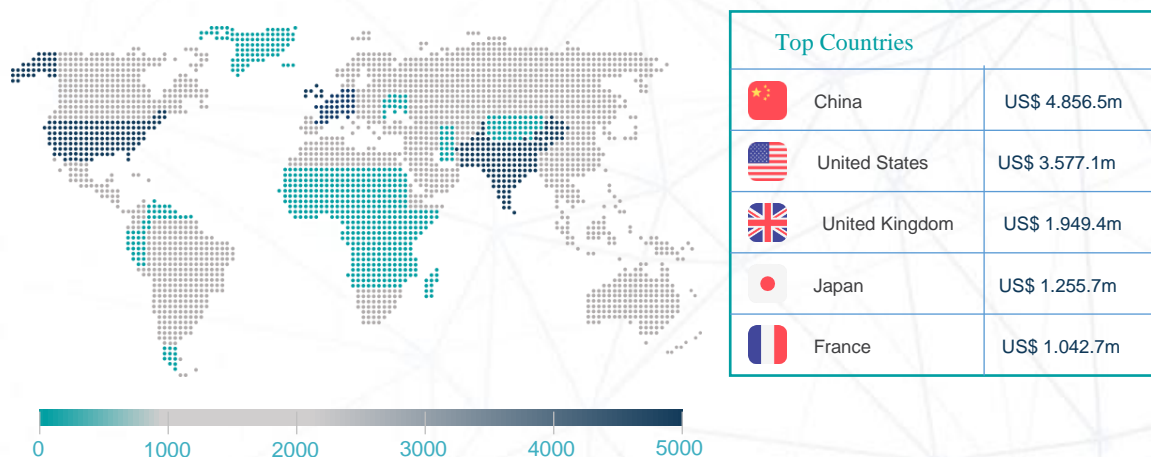 Top Countries
China US$ 4.856.5m
United States US$ 3.577.1m
United Kingdom US$ 1.949.4m
Japan US$ 1.255.7m
France US$ 1.042.7m
0 1000 2000 3000 4000 5000